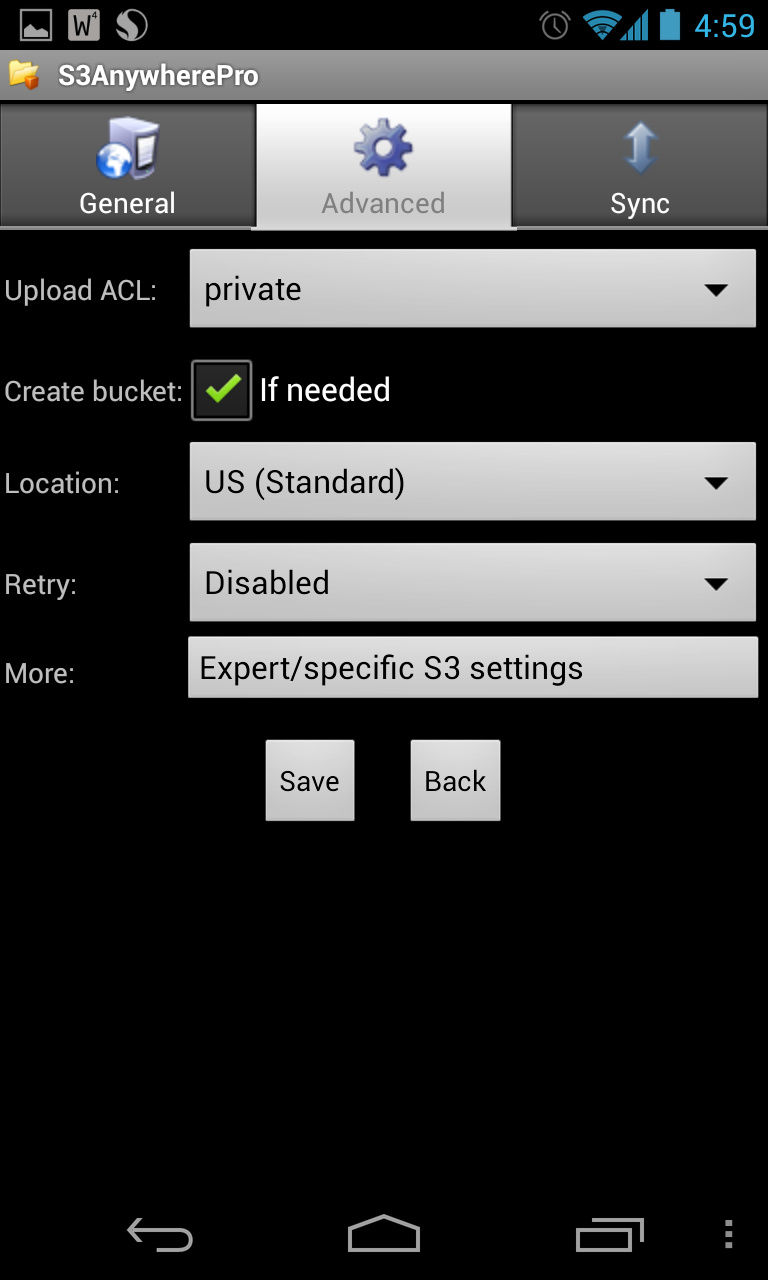 W4
4:59
S3AnywherePro
General
Advanced
Sync
Upload ACL:
private
Create bucket:
If needed
Location:
US (Standard)
Retry:
Disabled
More:
Expert/specific S3 settings
Save
Back